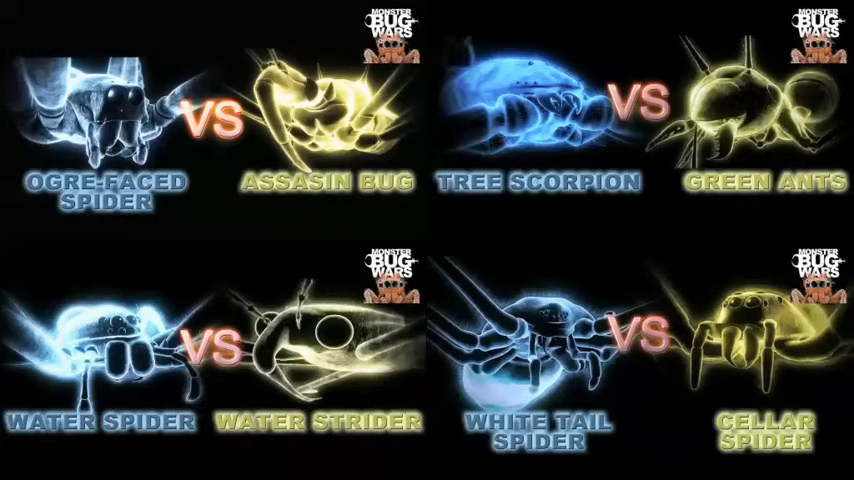 MONSTER
BUG
WARS
VS
OGRE-FACED
SPIDER
ASSASIN BUG
MONSTER
BUG
WARS
VS
TREE SCORPION
GREEN ANTS
MONSTER
BUG
WARS
VS
WATER SPIDER
WATER STRIDER
MONSTER
BUG
WARS
VS
WHITE TAIL
SPIDER
CELLAR
SPIDER